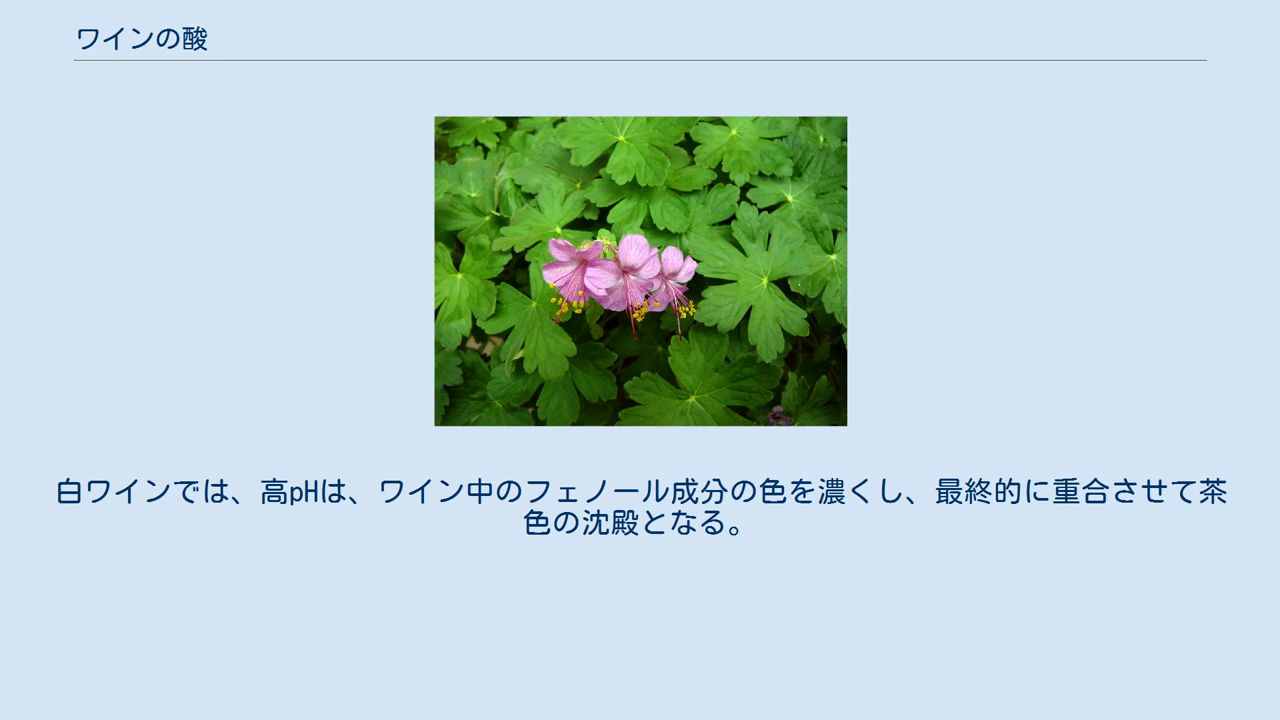 ワインの酸
白ワインでは、高pHは、ワイン中のフェノール成分の色を濃くし、最終的に重合させて茶
色の沈殿となる。